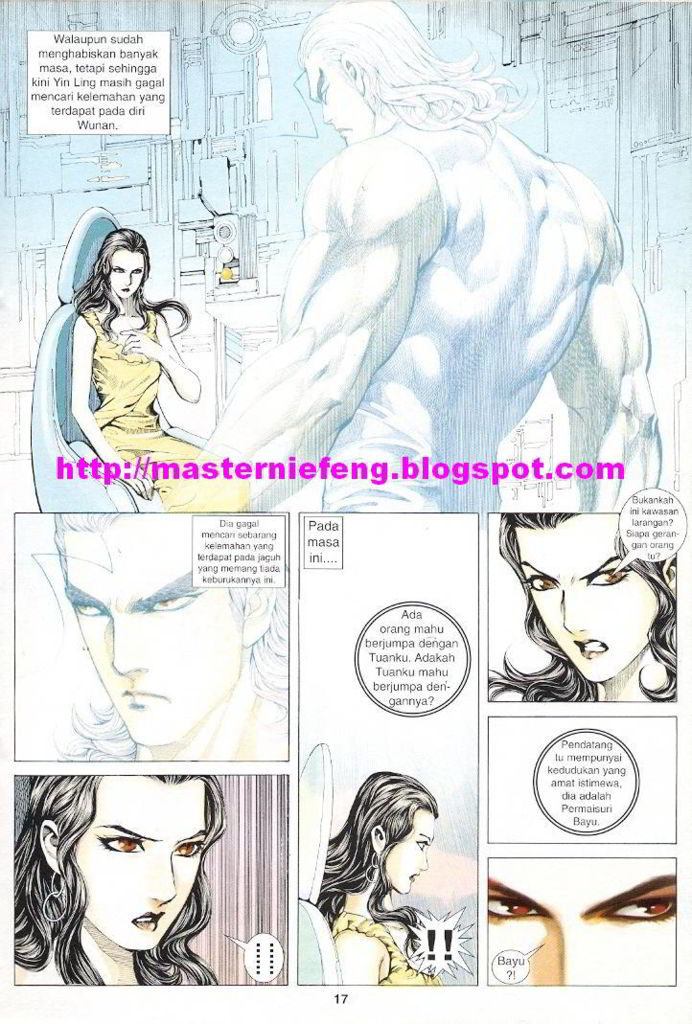 Walaupun sudah
menghabiskan banyak
masa, tetapi sehingga
kini Yin Ling masih gagal
mencari kelemahan yang
terdapat pada diri
Wunan.
http://masterniefeng.blogspot.com
Dia gagal
mencari sebarang
kelemahan yang
terdapat pada jaguh
yang memang tiada
keburukannya ini.
Pada
masa
ini....
Ada
orang mahu
berjumpa dengan
Tuanku. Adakah
Tuanku mahu
berjumpa den-
gannya?
Bukankah
ini kawasan
larangan?
Siapa geran-
gan orang
tu?
Pendatang
tu mempunyai
kedudukan yang
amat istimewa,
dia adalah
Permaisuri
Bayu.
!!!
!!
Bayu
?!
17